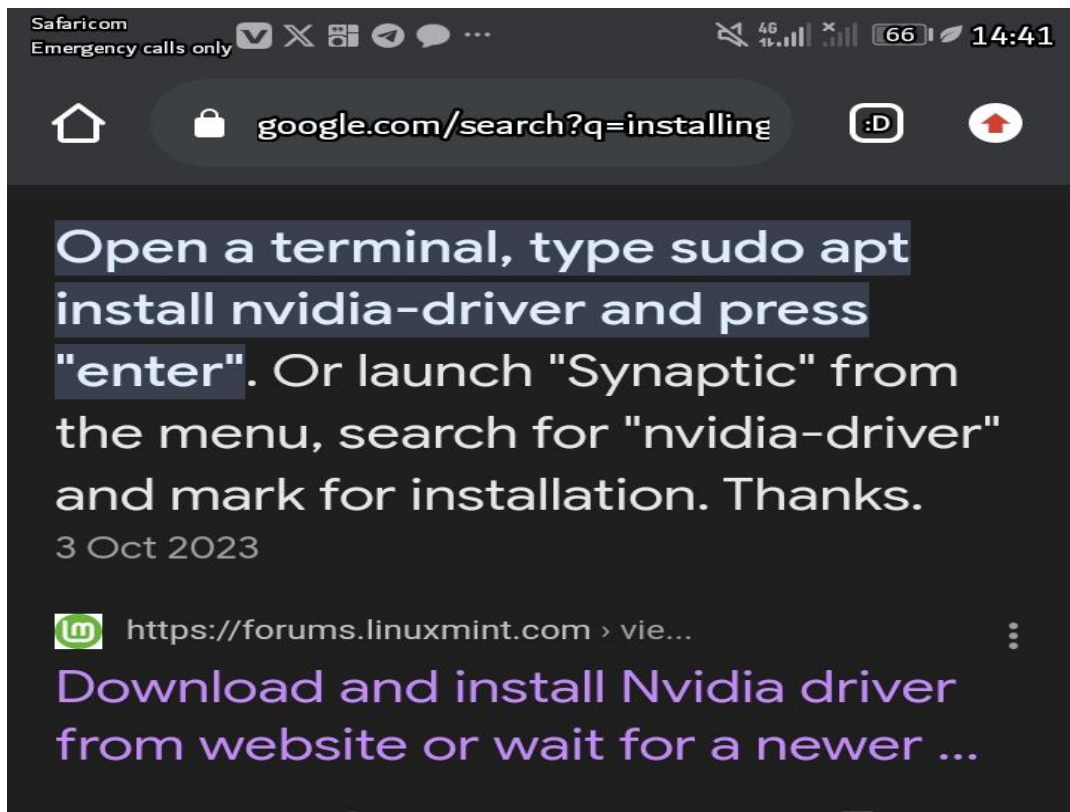 Safaricom
Emergency calls only
4G
66 14:41
google.com/search?q=installing
:D
Open a terminal, type sudo apt
install nvidia-driver and press
"enter". Or launch "Synaptic" from
the menu, search for "nvidia-driver"
and mark for installation. Thanks.
3 Oct 2023
https://forums.linuxmint.com › vie...
Download and install Nvidia driver
from website or wait for a newer ...